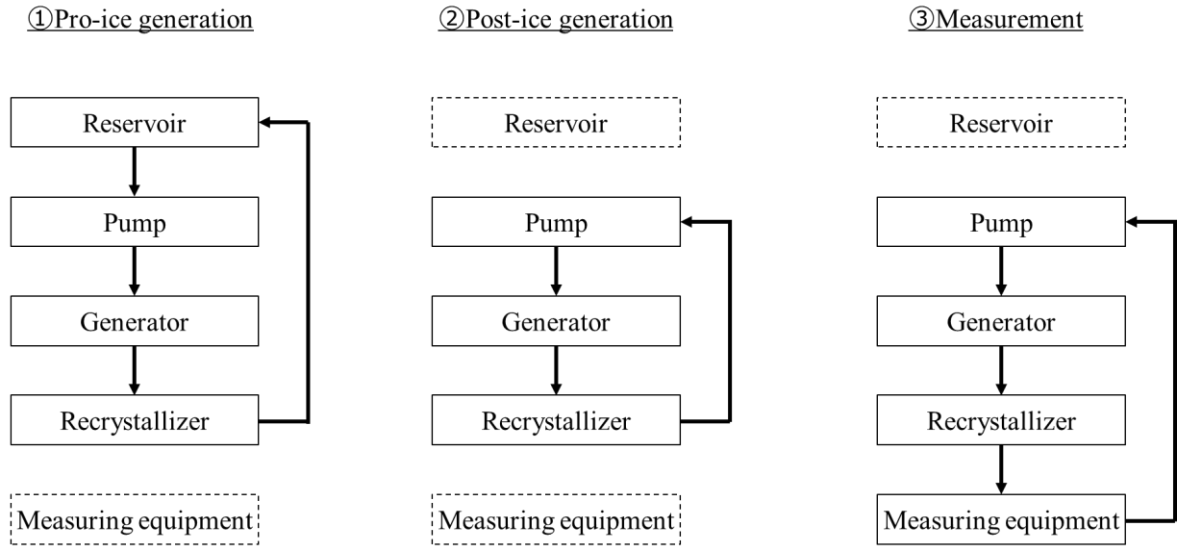 ①Pro-ice generation
Reservoir
Pump
Generator
Recrystallizer
Measuring equipment
②Post-ice generation
Reservoir
Pump
Generator
Recrystallizer
Measuring equipment
③Measurement
Reservoir
Pump
Generator
Recrystallizer
Measuring equipment